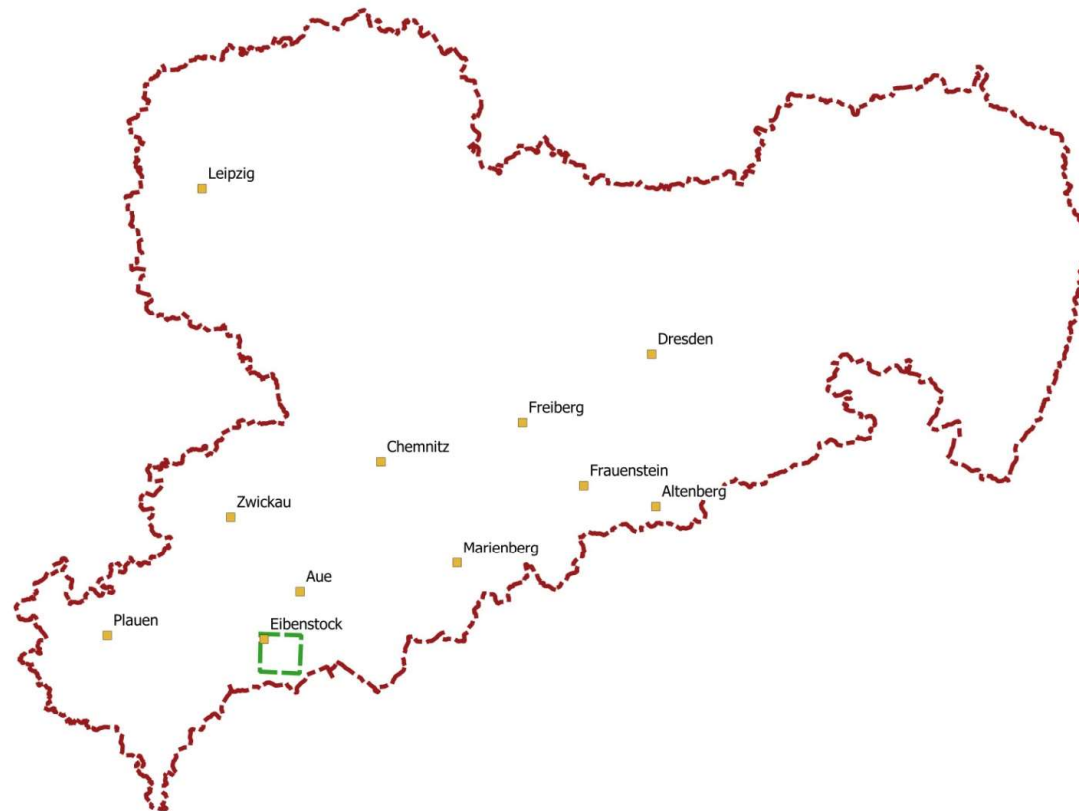 Leipzig
Dresden
Freiberg
Chemnitz
Frauenstein
Zwickau
Altenberg
Marienberg
Aue
Plauen
Eibenstock